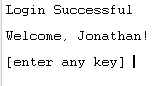 Login Successful
Welcome, Jonathan!
[enter any key]